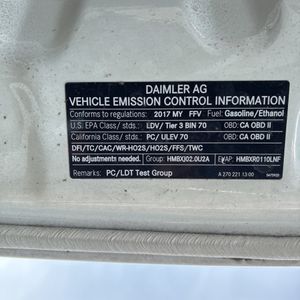 DAIMLER AG
VEHICLE EMISSION CONTROL INFORMATION
Conforms to regulations: 2017 MY FFV Fuel: Gasoline/Ethanol
U.S. EPA Class/ stds.: LDV/ Tier 3 BIN 70 OBD: CA OBD II
California Class/ stds.: PC/ ULEV 70 OBD: CA OBD II
DFI/TC/CAC/WR-HO2S/HO2S/FFS/TWC
No adjustments needed. Group: HMBXJ02.0U2A EVAP: HMBXR0110LNF
Remarks: PC/LDT Test Group A 270 221 13 00